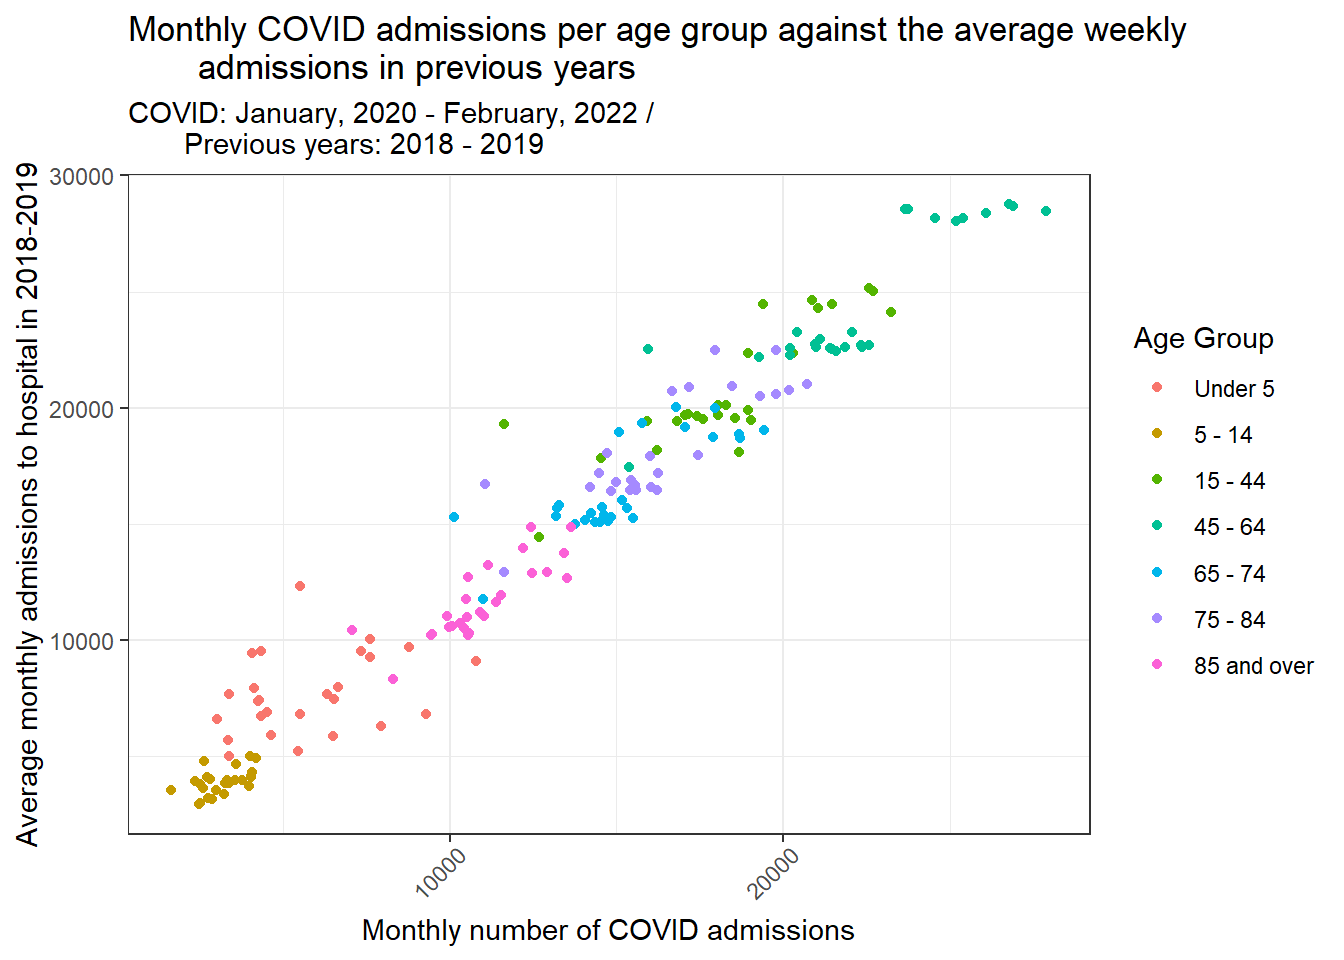 Monthly COVID admissions per age group against the average weekly
admissions in previous years
COVID: January, 2020 - February, 2022 /
Previous years: 2018 - 2019
Average monthly admissions to hospital in 2018-2019
30000
20000
10000
10000
20000
Monthly number of COVID admissions
Age Group
Under 5
5 - 14
15 - 44
45 - 64
65 - 74
75 - 84
85 and over